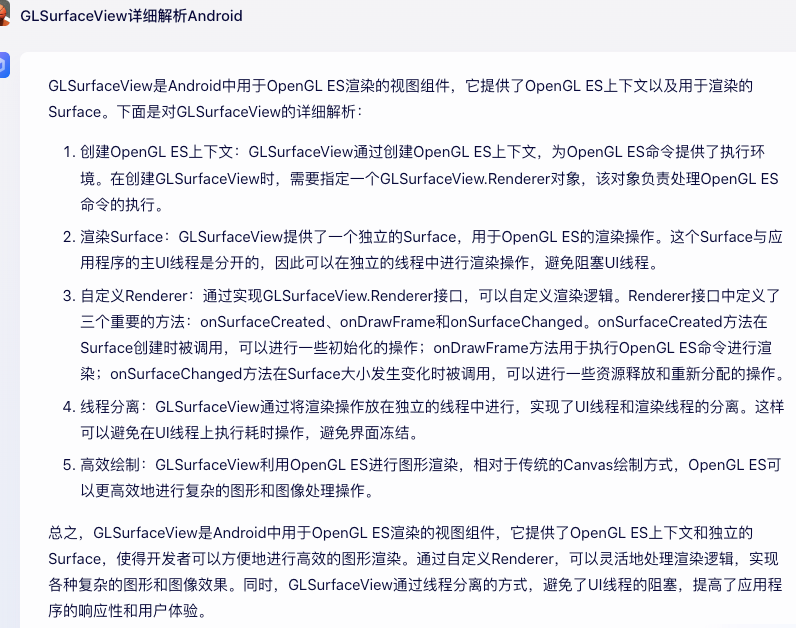 GLSurfaceView详细解析Android
GLSurfaceView是Android中用于OpenGL ES渲染的视图组件，它提供了OpenGL ES上下文以及用于渲染的
Surface。下面是对GLSurfaceView的详细解析：
1. 创建OpenGL ES上下文：GLSurfaceView通过创建OpenGL ES上下文，为OpenGL ES命令提供了执行环
境。在创建GLSurfaceView时，需要指定一个GLSurfaceView.Renderer对象，该对象负责处理OpenGL ES
命令的执行。
2. 渲染Surface：GLSurfaceView提供了一个独立的Surface，用于OpenGL ES的渲染操作。这个Surface与应
用程序的主UI线程是分开的，因此可以在独立的线程中进行渲染操作，避免阻塞UI线程。
3. 自定义Renderer：通过实现GLSurfaceView.Renderer接口，可以自定义渲染逻辑。Renderer接口中定义了
三个重要的方法：onSurfaceCreated、onDrawFrame和onSurfaceChanged。onSurfaceCreated方法在
Surface创建时被调用，可以进行一些初始化的操作；onDrawFrame方法用于执行OpenGL ES命令进行渲
染；onSurfaceChanged方法在Surface大小发生变化时被调用，可以进行一些资源释放和重新分配的操作。
4. 线程分离：GLSurfaceView通过将渲染操作放在独立的线程中进行，实现了UI线程和渲染线程的分离。这样
可以避免在UI线程上执行耗时操作，避免界面冻结。
5. 高效绘制：GLSurfaceView利用OpenGL ES进行图形渲染，相对于传统的Canvas绘制方式，OpenGL ES可
以更高效地进行复杂的图形和图像处理操作。
总之，GLSurfaceView是Android中用于OpenGL ES渲染的视图组件，它提供了OpenGL ES上下文和独立的
Surface，使得开发者可以方便地进行高效的图形渲染。通过自定义Renderer，可以灵活地处理渲染逻辑，实现
各种复杂的图形和图像效果。同时，GLSurfaceView通过线程分离的方式，避免了UI线程的阻塞，提高了应用程
序的响应性和用户体验。